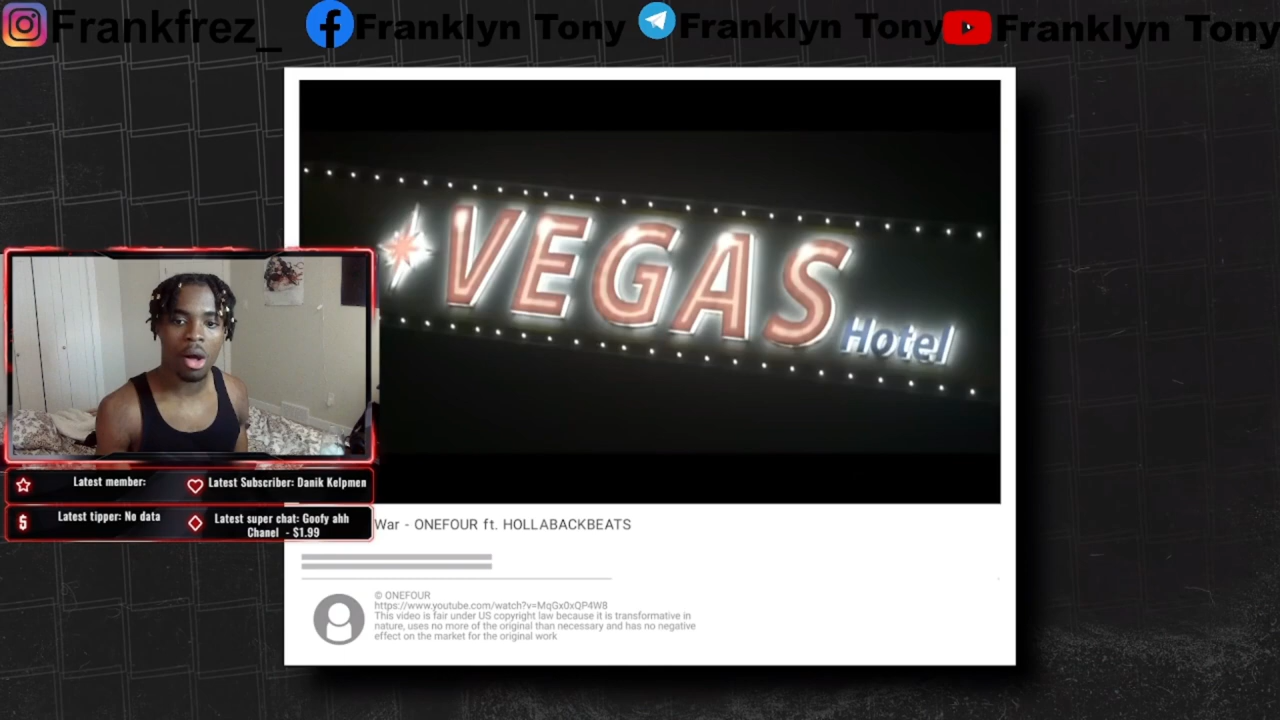 Frankfrez_
Franklyn Tony
Franklyn Tony
Franklyn Tony
VEGAS
Hotel
Latest member:
Latest Subscriber: Danik Kelpmen
Latest tipper: No data
Latest super chat: Goofy ahh
Chanel - $1.99
War - ONEFOUR ft. HOLLABACKBEATS
© ONEFOUR
https://www.youtube.com/watch?v=MqGx0xQP4W8
This video is fair under US copyright law because it is transformative in
nature, uses no more of the original than necessary and has no negative
effect on the market for the original work